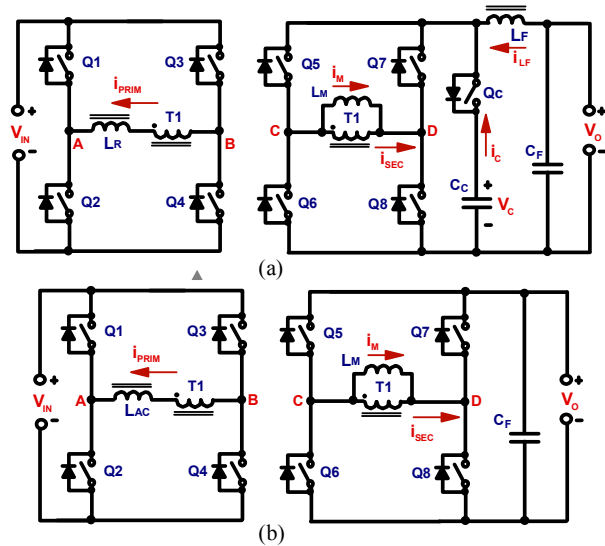 Q1 Q3 Q5 Q7 LF
iPRIM iM iLF
LM QC
+ T1 T1 +
VIN A B C D VO
- LR iSEC iC -
CF
Q2 Q4 Q6 Q8 CC + VC -
(a)
Q1 Q3 Q5 Q7
iPRIM iM
LM
+ A T1 B C T1 D +
VIN LAC VO
- iSEC CF -
Q2 Q4 Q6 Q8
(b)